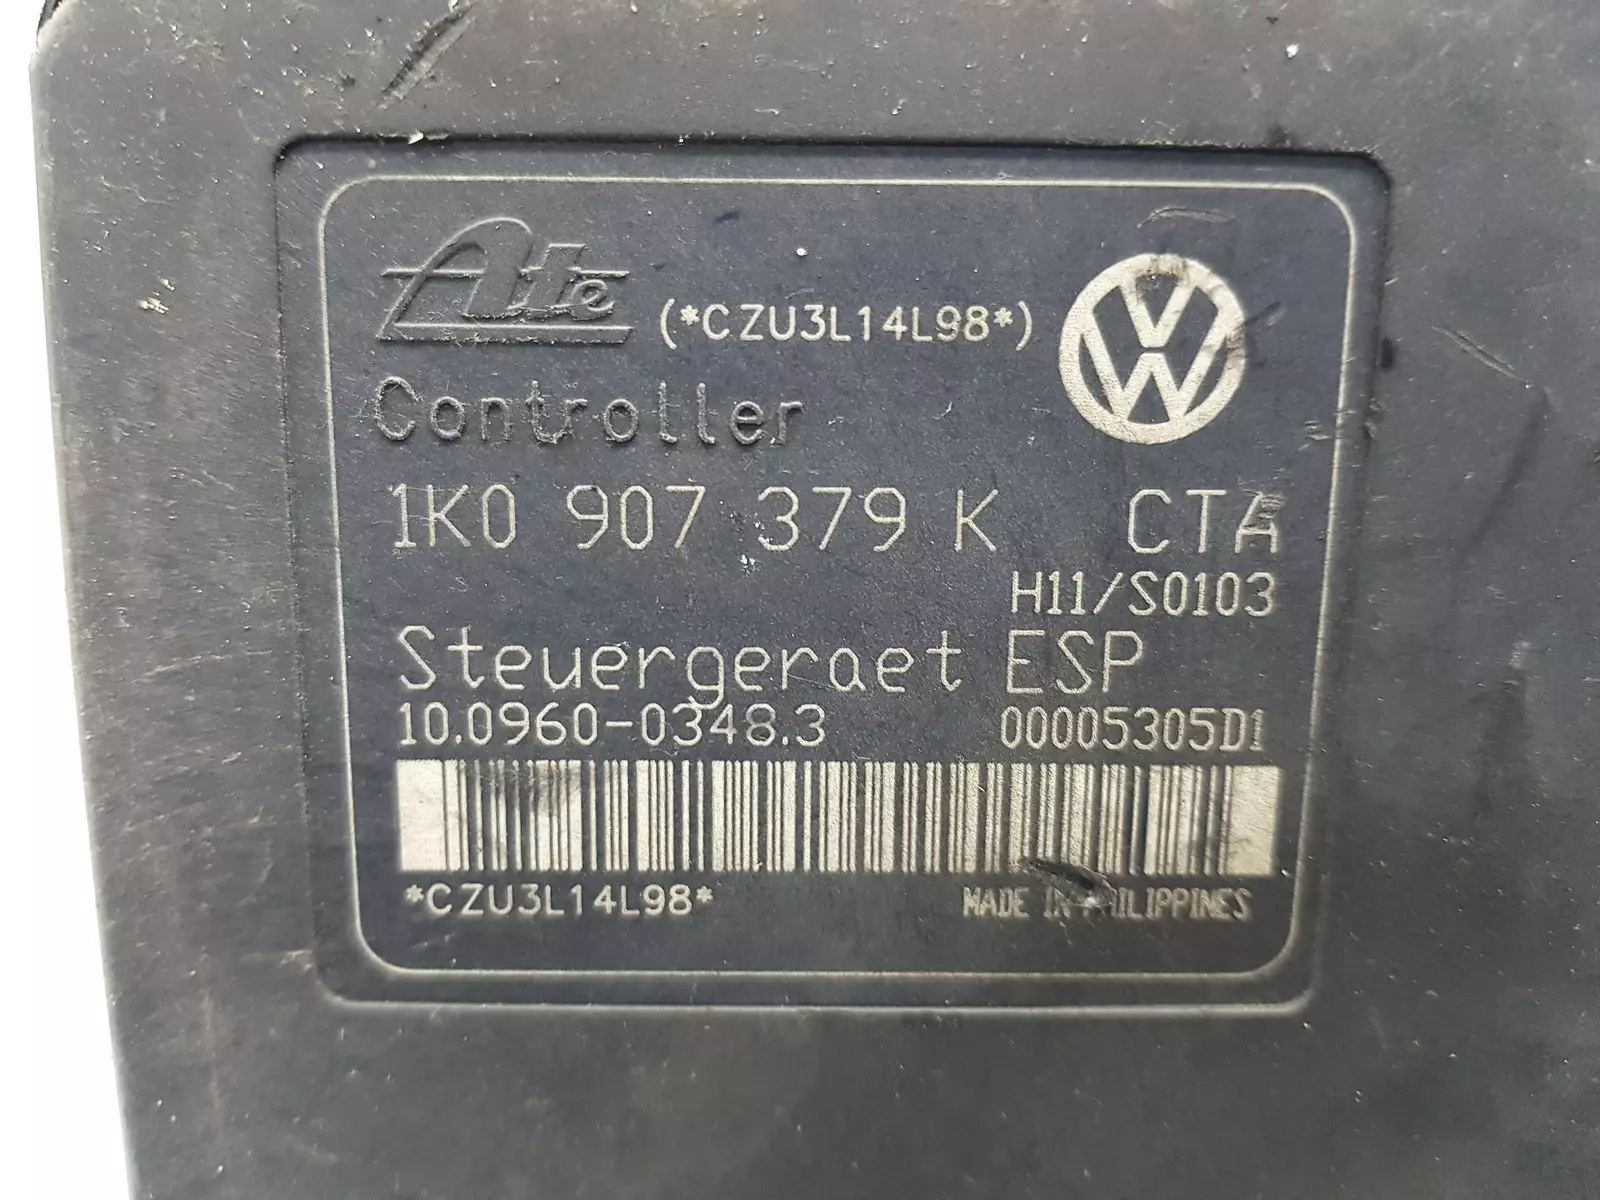 Ate (*CZU3L14L98*)
Controller
1K0 907 379 K CTA
H11/S0103
Steuergeraet ESP
10.0960-0348.3 00005305D1
*CZU3L14L98* MADE IN PHILIPPINES